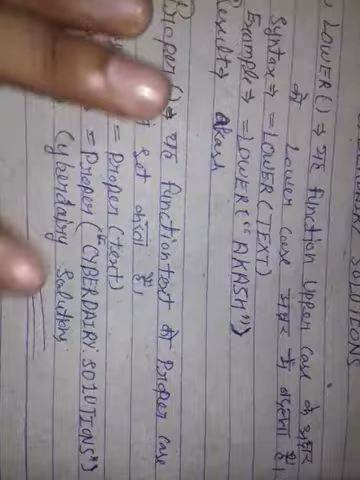 SOLUTIONS
LOWER() ⇒ यह function Upper Case के अक्षर
को Lower case अक्षर में बदलता है।
Syntax ⇒ =LOWER(TEXT)
Example ⇒ =LOWER("AKASH")
Result ⇒ akash
Proper() ⇒ यह function text को Proper case
में set करता है।
= Proper(text)
= Proper("CYBERDAIRY SOLUTIONS")
Cyberdairy Solution